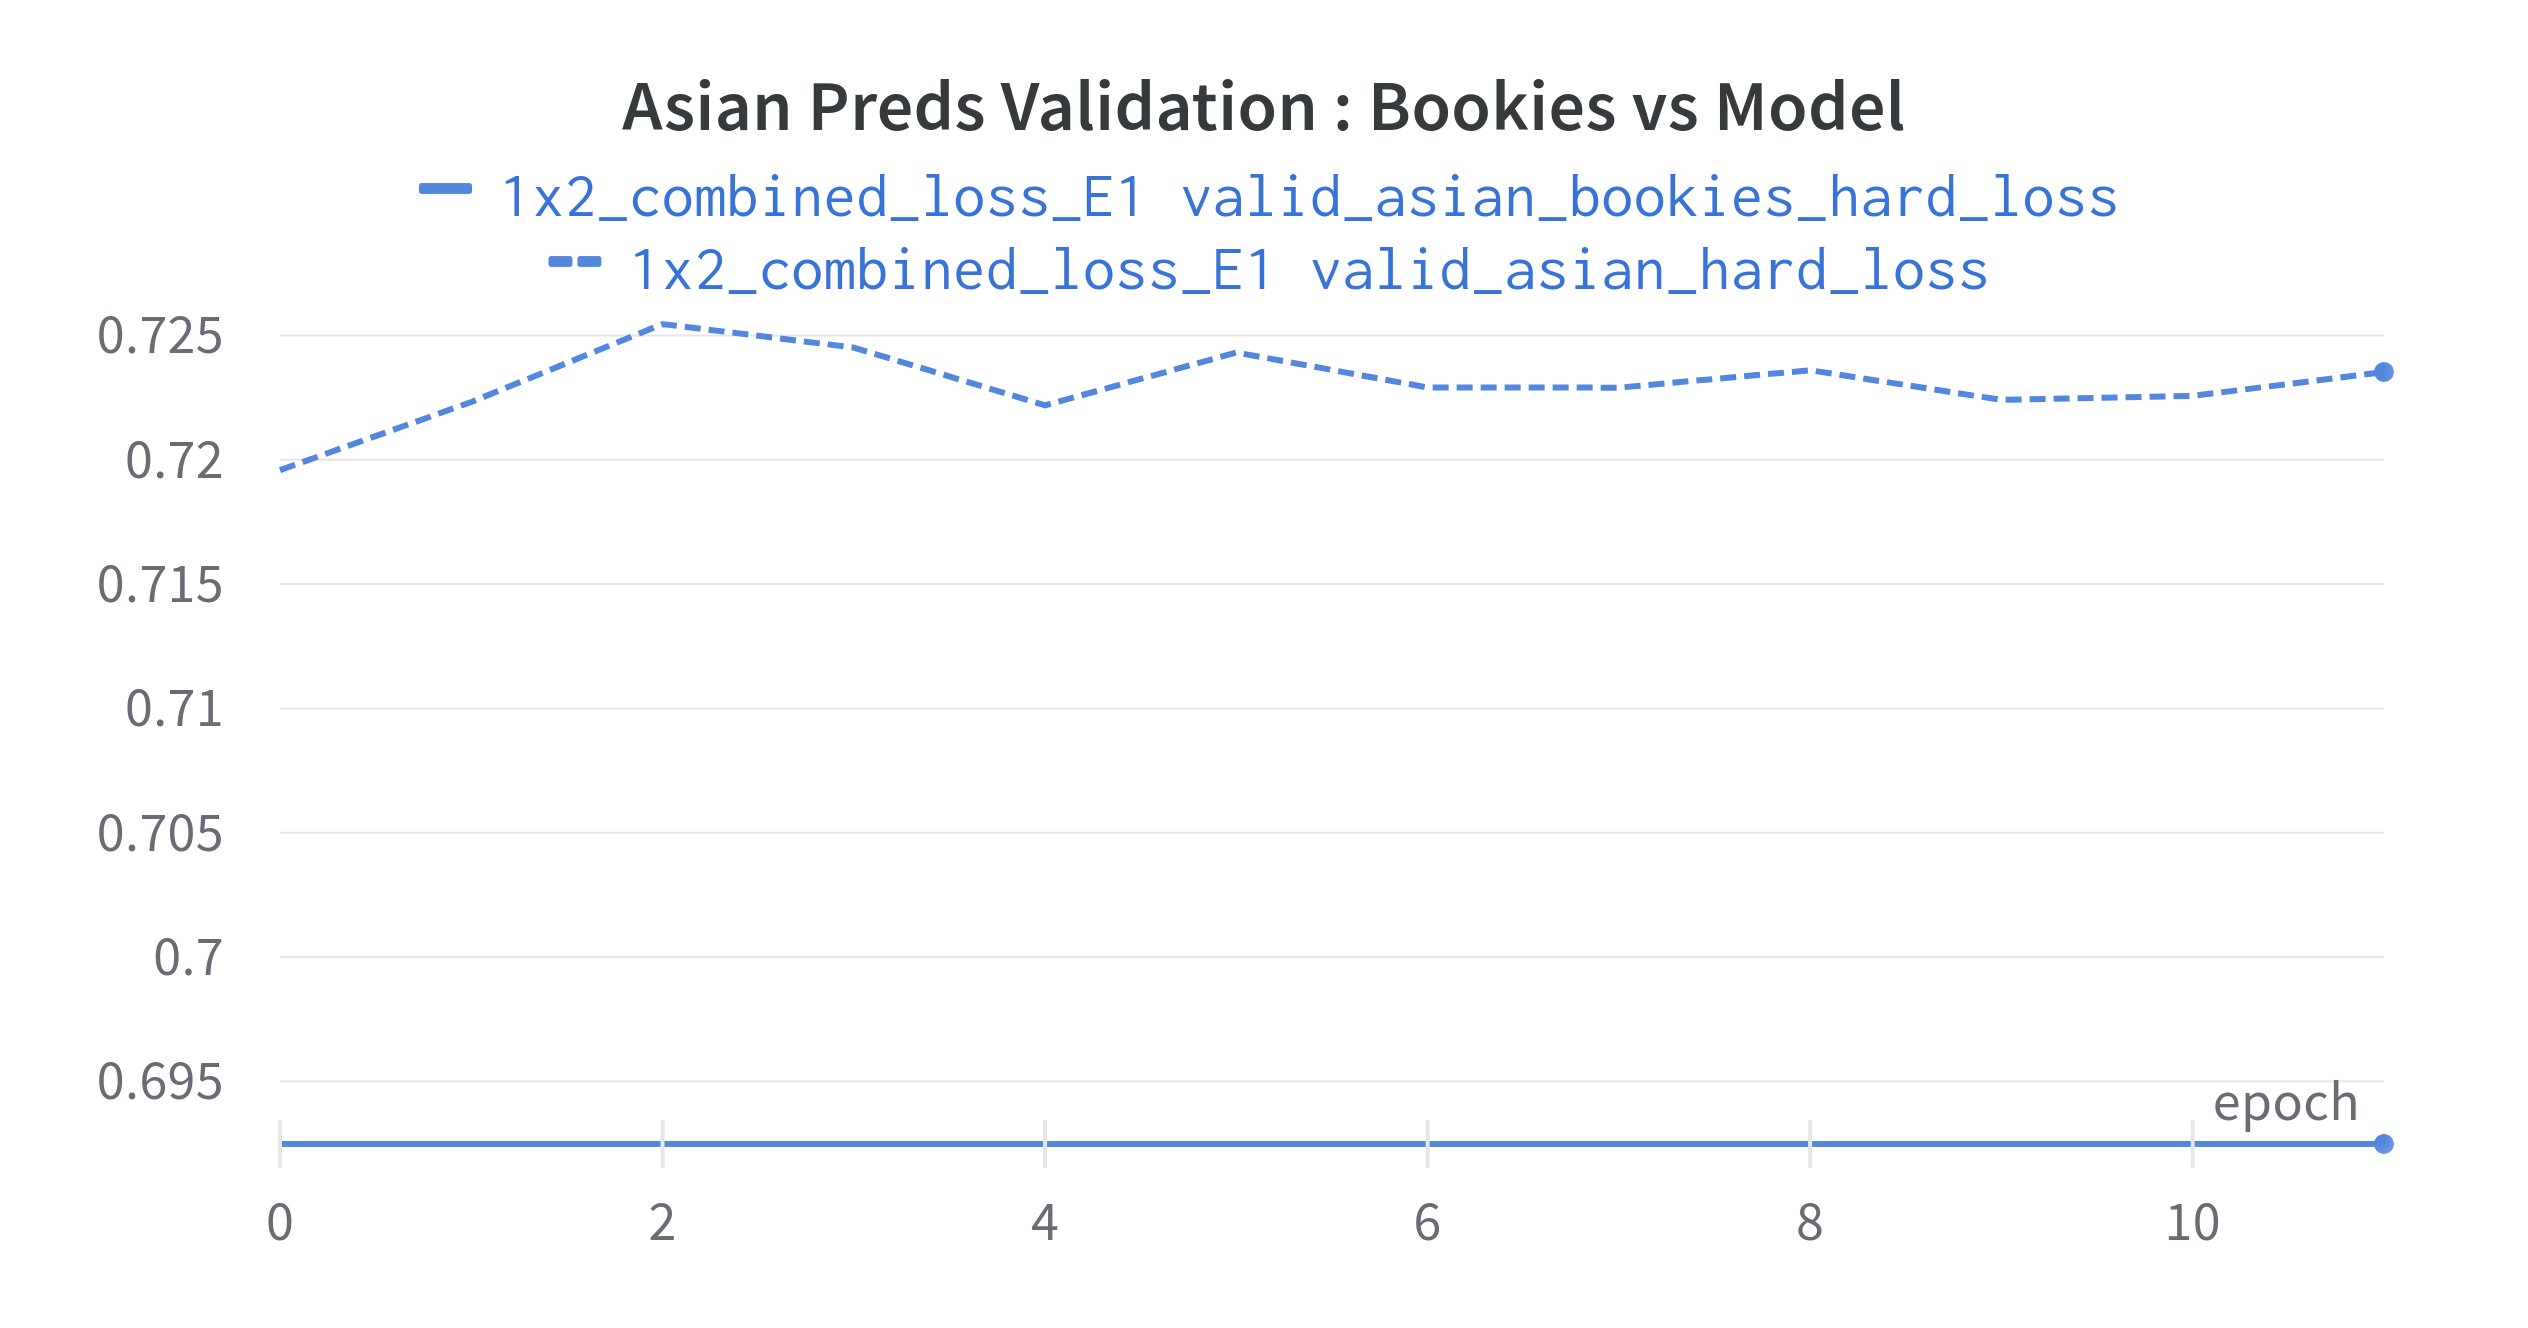 Asian Preds Validation : Bookies vs Model
1x2_combined_loss_E1 valid_asian_bookies_hard_loss
1x2_combined_loss_E1 valid_asian_hard_loss
0.725
0.72
0.715
0.71
0.705
0.7
0.695
epoch
0 2 4 6 8 10